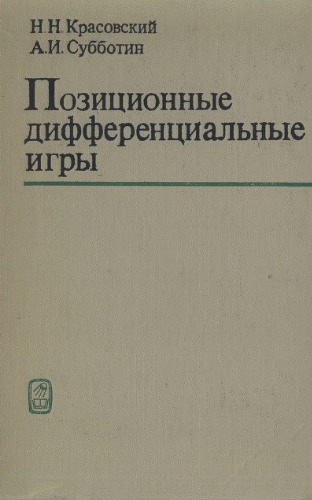 Н.Н.Красовский
А.И.Субботин
Позиционные
дифференциальные
игры